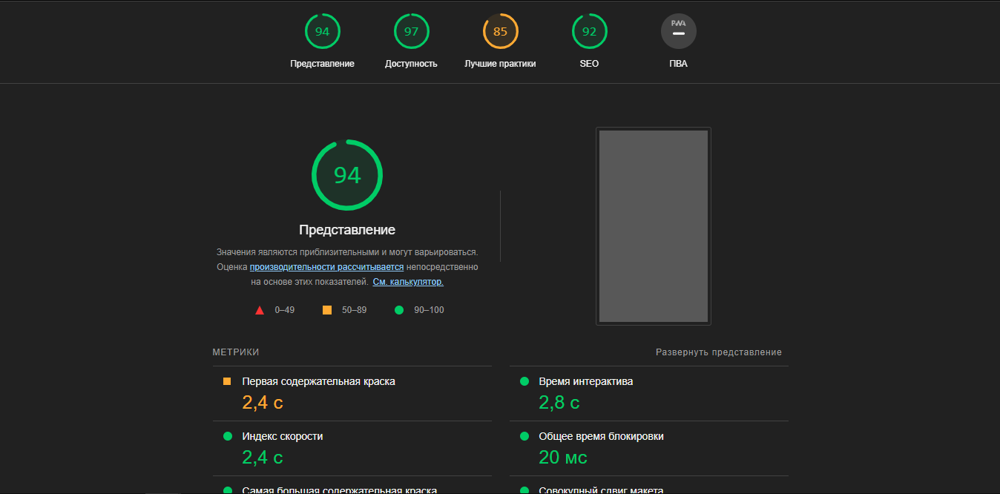 94
97
85
92
PWA
Представление
Доступность
Лучшие практики
SEO
ПВА
94
Представление
Значения являются приблизительными и могут варьироваться.
Оценка производительности рассчитывается непосредственно
на основе этих показателей. См. калькулятор.
0–49
50–89
90–100
МЕТРИКИ
Развернуть представление
Первая содержательная краска
2,4 с
Время интерактива
2,8 с
Индекс скорости
2,4 с
Общее время блокировки
20 мс
Самая большая содержательная краска
Совокупный сдвиг макета